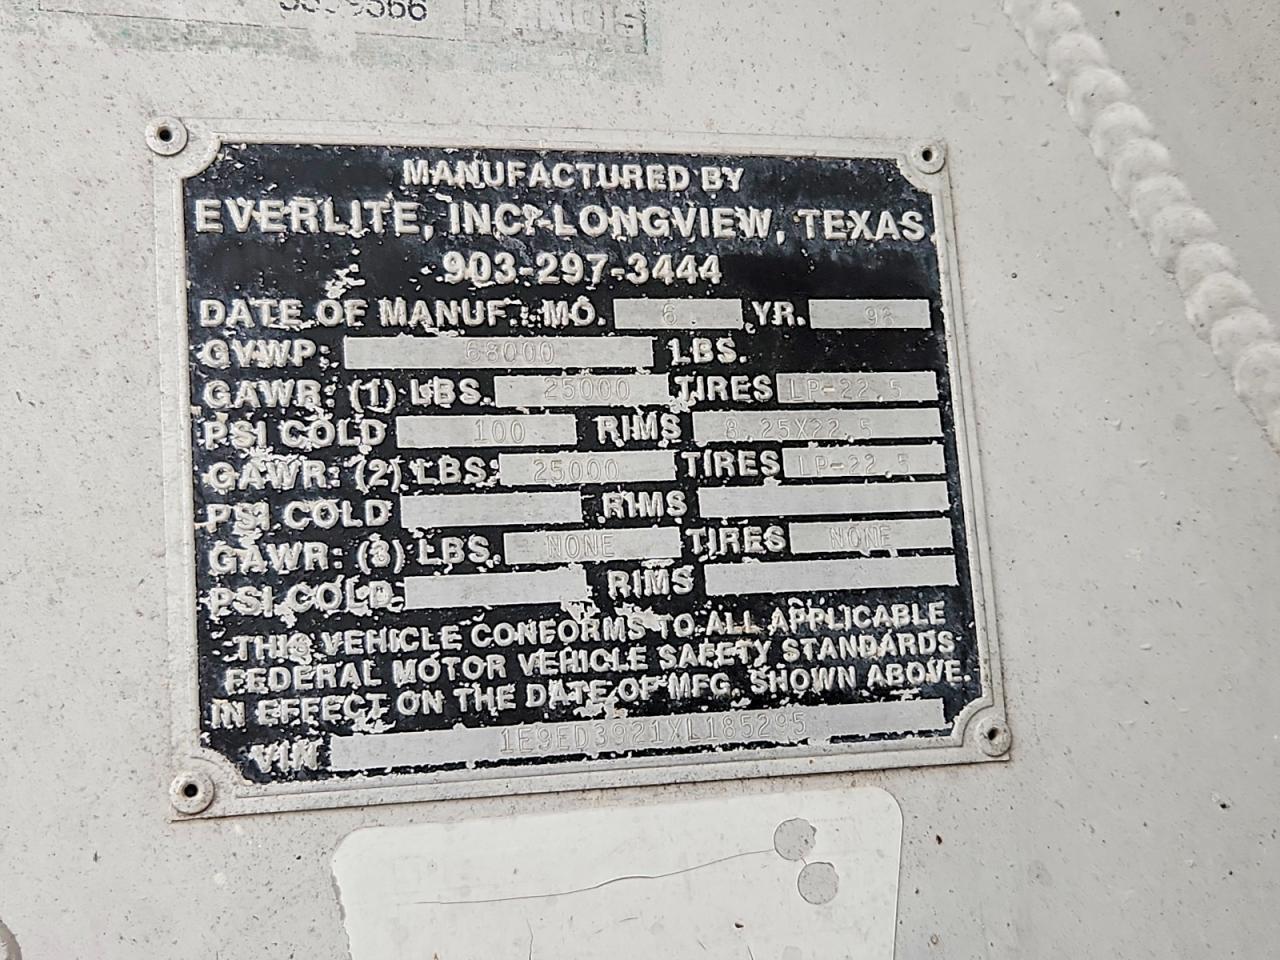 MANUFACTURED BY
EVERLITE, INC.-LONGVIEW, TEXAS
903-297-3444
DATE OF MANUF.: MO. 6 YR.
GVWP: 68000 LBS.
GAWR: (1) LBS. 25000 TIRES LP-22.5
PSI COLD 100 RIMS 8.25X22.5
GAWR: (2) LBS. 25000 TIRES LP-22.5
PSI COLD RIMS
GAWR: (3) LBS. NONE TIRES NONE
PSI COLD RIMS
THIS VEHICLE CONFORMS TO ALL APPLICABLE
FEDERAL MOTOR VEHICLE SAFETY STANDARDS
IN EFFECT ON THE DATE OF MFG. SHOWN ABOVE.
VIN 1E9ED3921XL185295